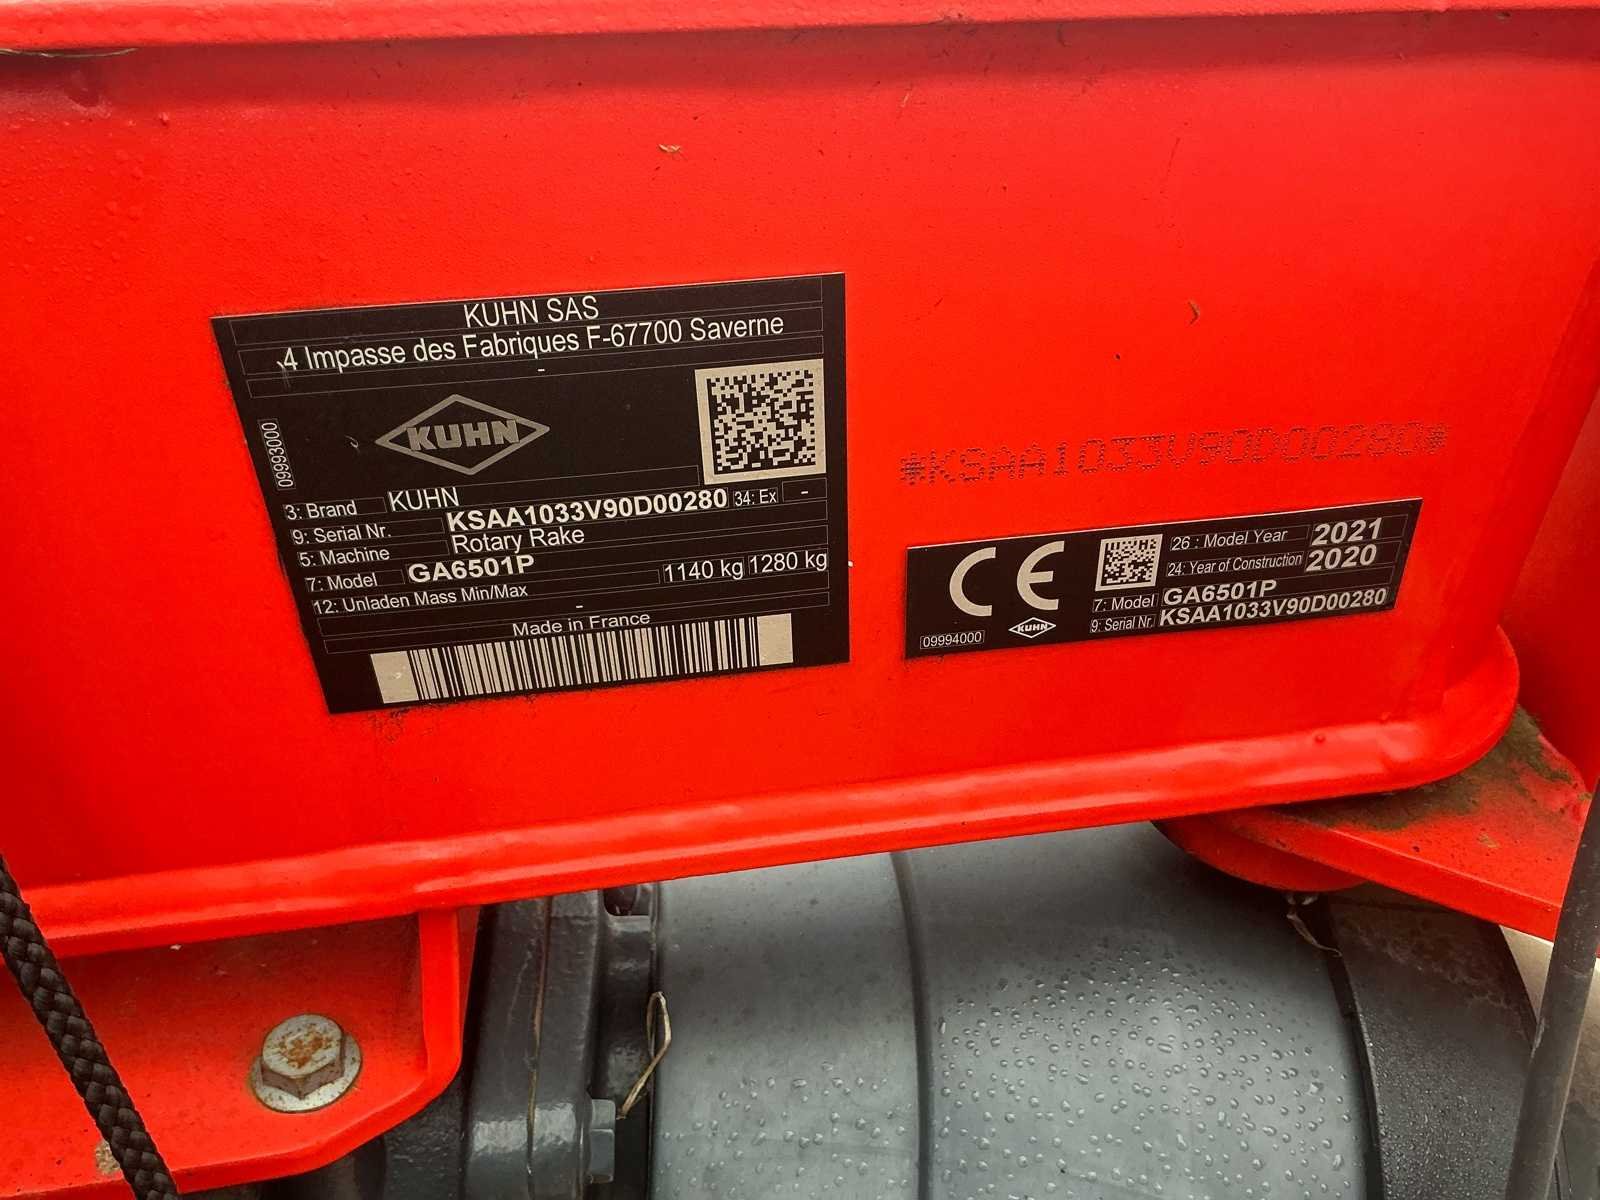 KUHN SAS
4 Impasse des Fabriques F-67700 Saverne
-
KUHN
09993000
3: Brand KUHN
9: Serial Nr. KSAA1033V90D00280 34: Ex -
5: Machine Rotary Rake
7: Model GA6501P
12: Unladen Mass Min/Max 1140 kg 1280 kg
-
Made in France
*KSAA1033V90D00280*
CE
26 : Model Year 2021
24: Year of Construction 2020
7: Model GA6501P
9: Serial Nr. KSAA1033V90D00280
KUHN
09994000